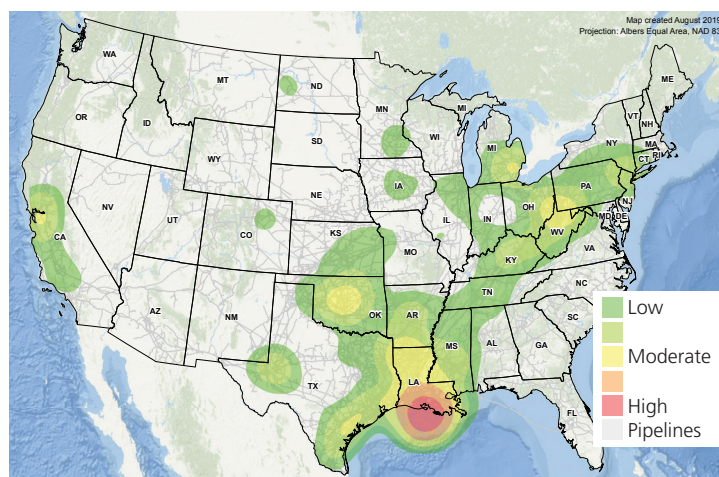 Map created August 2019
Projection: Albers Equal Area, NAD 83
WA
MT
ND
MN
ME
OR
ID
SD
WI
MI
MI
VT
NH
NY
MA
CT
RI
WY
IA
NE
PA
NJ
NV
UT
CO
IL
IN
OH
MD
DE
WV
CA
KS
MO
KY
VA
AZ
NM
OK
AR
TN
NC
SC
TX
LA
MS
AL
GA
FL
Low
Moderate
High
Pipelines